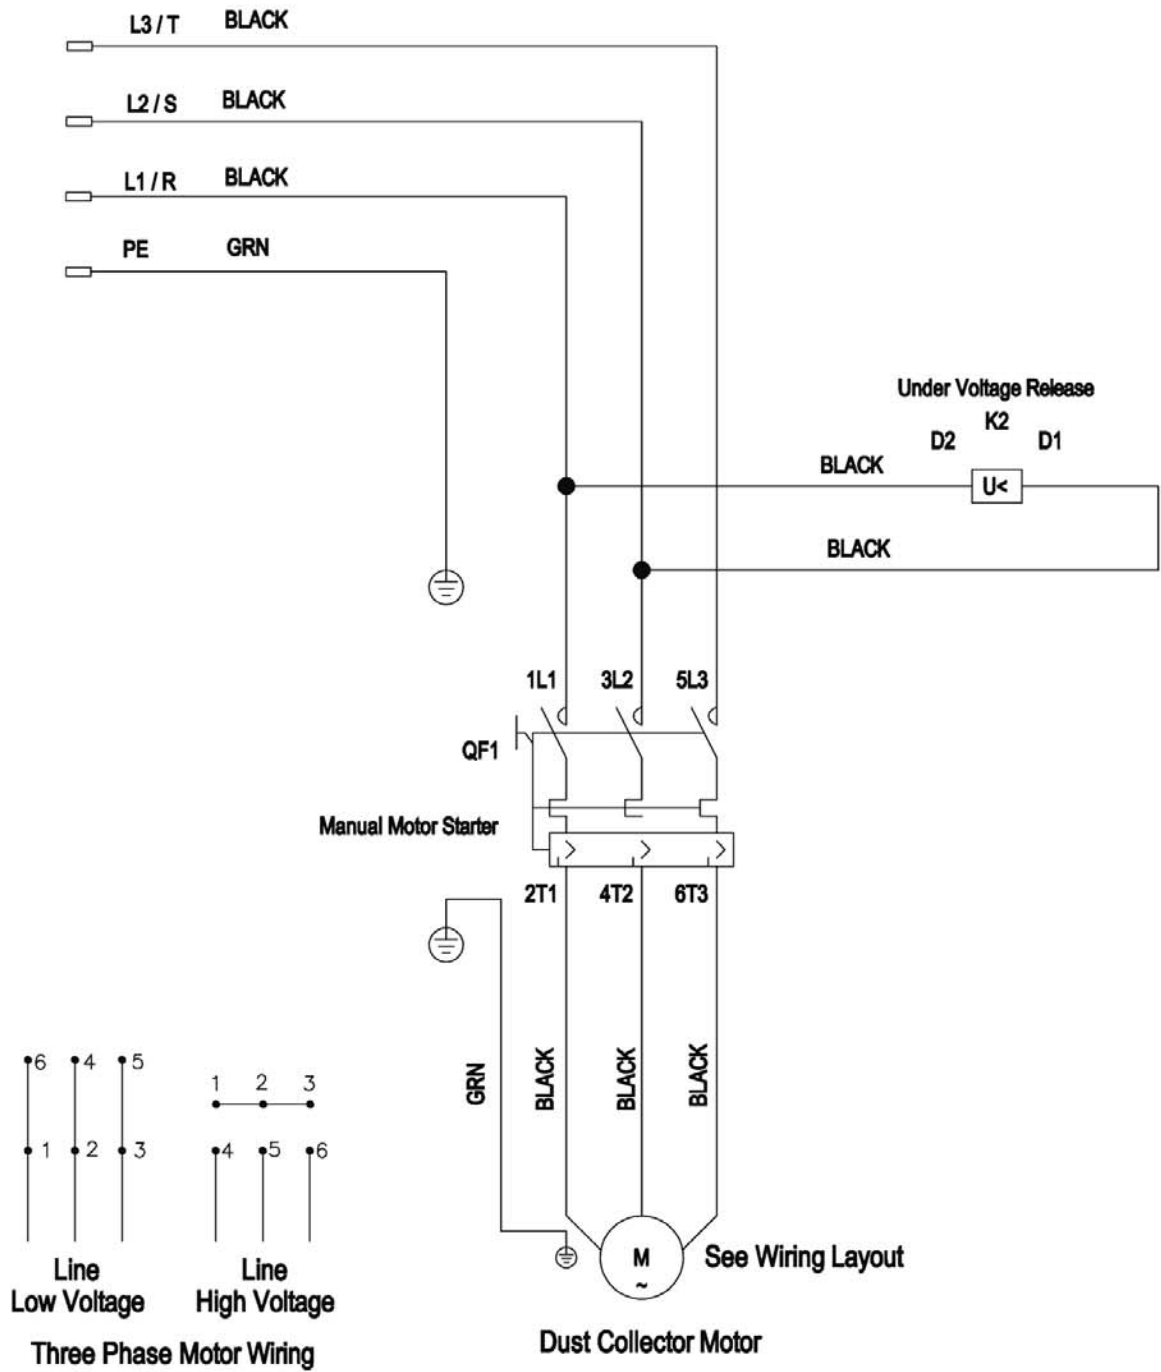 L3 / T BLACK
L2 / S BLACK
L1 / R BLACK
PE GRN
Under Voltage Release
K2
D2 D1
BLACK
U<
BLACK
1L1 3L2 5L3
QF1
Manual Motor Starter
2T1 4T2 6T3
GRN
BLACK
BLACK
BLACK
6 4 5
1 2 3
1 2 3
4 5 6
Line
Low Voltage
Line
High Voltage
Three Phase Motor Wiring
M
~
See Wiring Layout
Dust Collector Motor